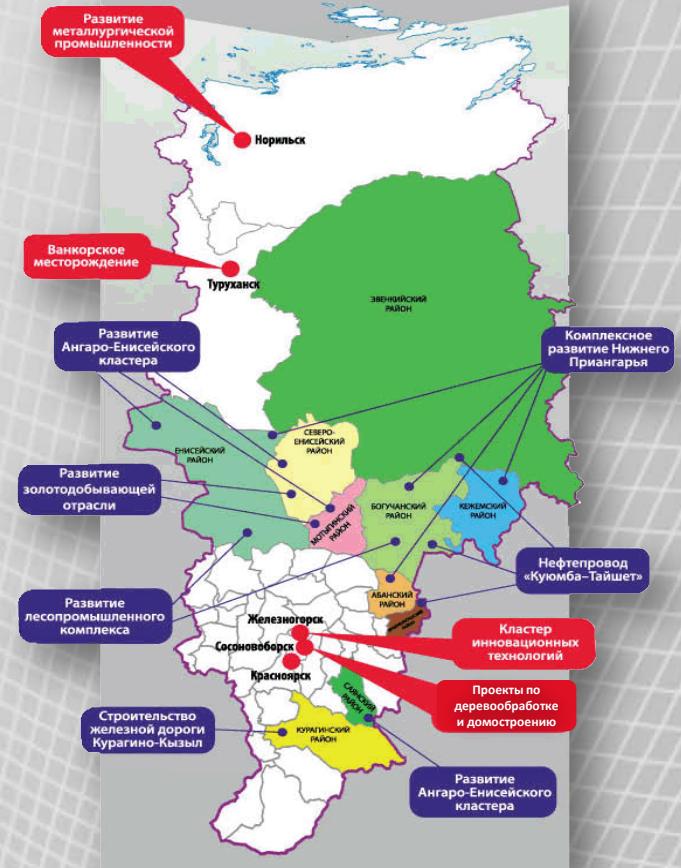 Развитие
металлургической
промышленности
Норильск
Ванкорское
месторождение
Туруханск
ЭВЕНКИЙСКИЙ
РАЙОН
Развитие
Ангаро-Енисейского
кластера
Комплексное
развитие Нижнего
Приангарья
СЕВЕРО-
ЕНИСЕЙСКИЙ
РАЙОН
ЕНИСЕЙСКИЙ
РАЙОН
Развитие
золотодобывающей
отрасли
МОТЫГИНСКИЙ
РАЙОН
БОГУЧАНСКИЙ
РАЙОН
КЕЖЕМСКИЙ
РАЙОН
Нефтепровод
«Куюмба–Тайшет»
АБАНСКИЙ
РАЙОН
Развитие
лесопромышленного
комплекса
Железногорск
Сосоновоборск
Красноярск
Кластер
инновационных
технологий
Проекты по
деревообработке
и домостроению
САЯНСКИЙ
РАЙОН
Строительство
железной дороги
Курагино-Кызыл
КУРАГИНСКИЙ
РАЙОН
Развитие
Ангаро-Енисейского
кластера